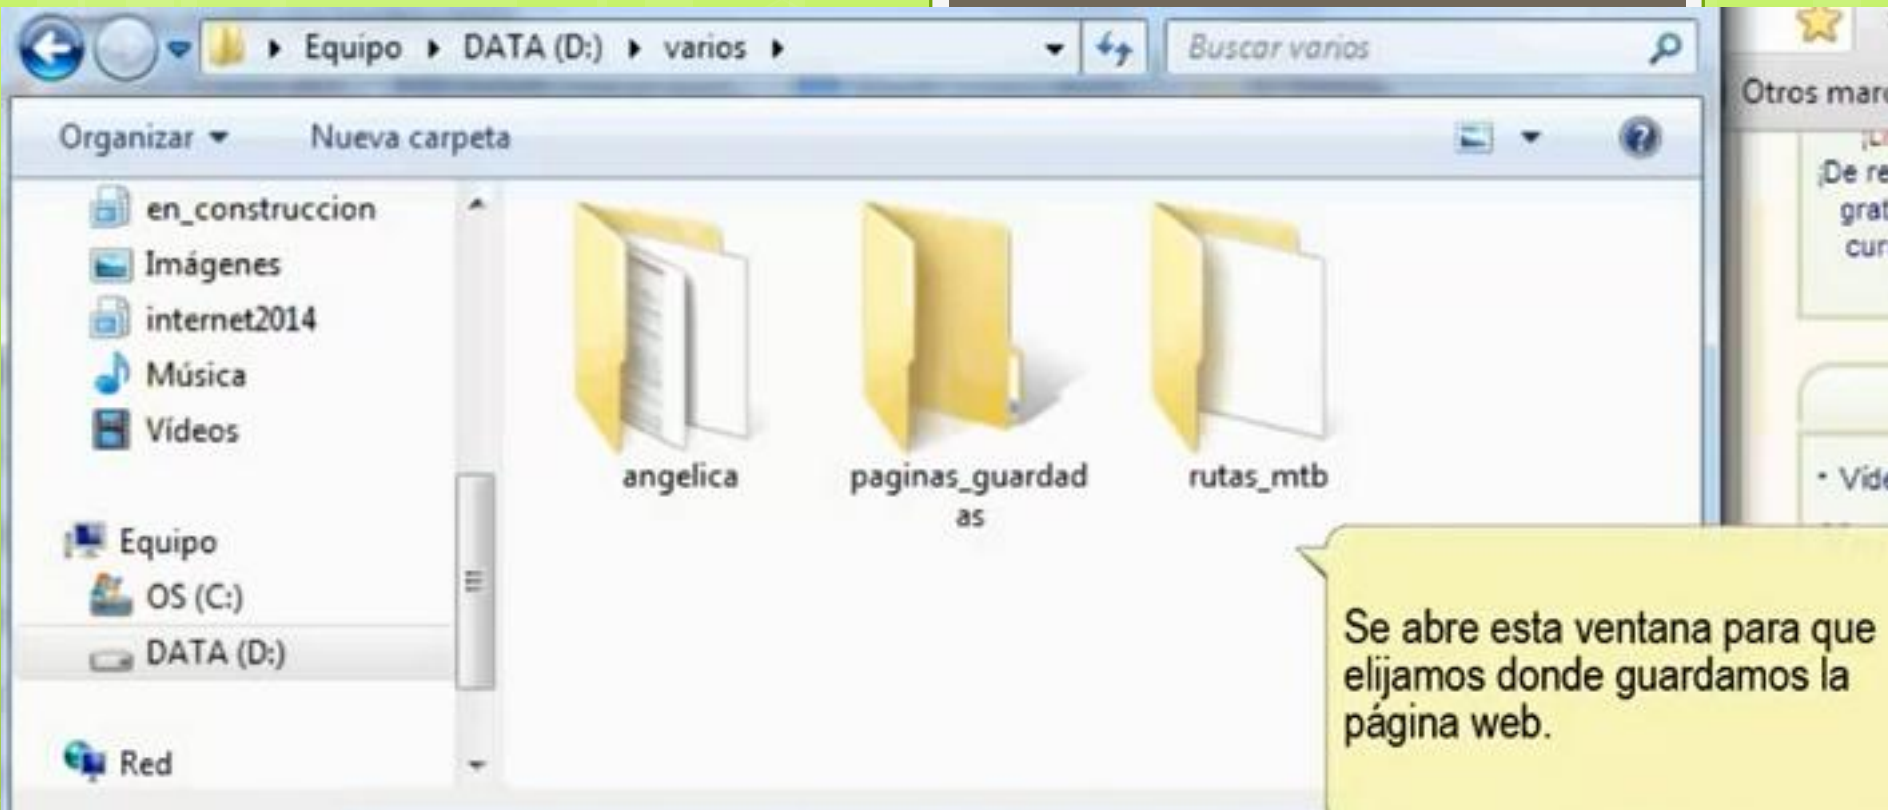 Equipo DATA (D:) varios
Buscar varios
Otros mar
Organizar
Nueva carpeta
¡De re
grat
cur
en_construccion
Imágenes
internet2014
Música
Vídeos
Equipo
OS (C:)
DATA (D:)
Red
angelica
paginas_guardad
as
rutas_mtb
Víde
Se abre esta ventana para que
elijamos donde guardamos la
página web.